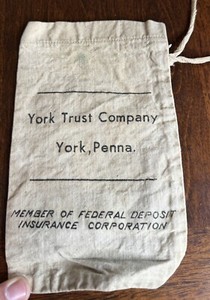 York Trust Company
York, Penna.
MEMBER OF FEDERAL DEPOSIT
INSURANCE CORPORATION